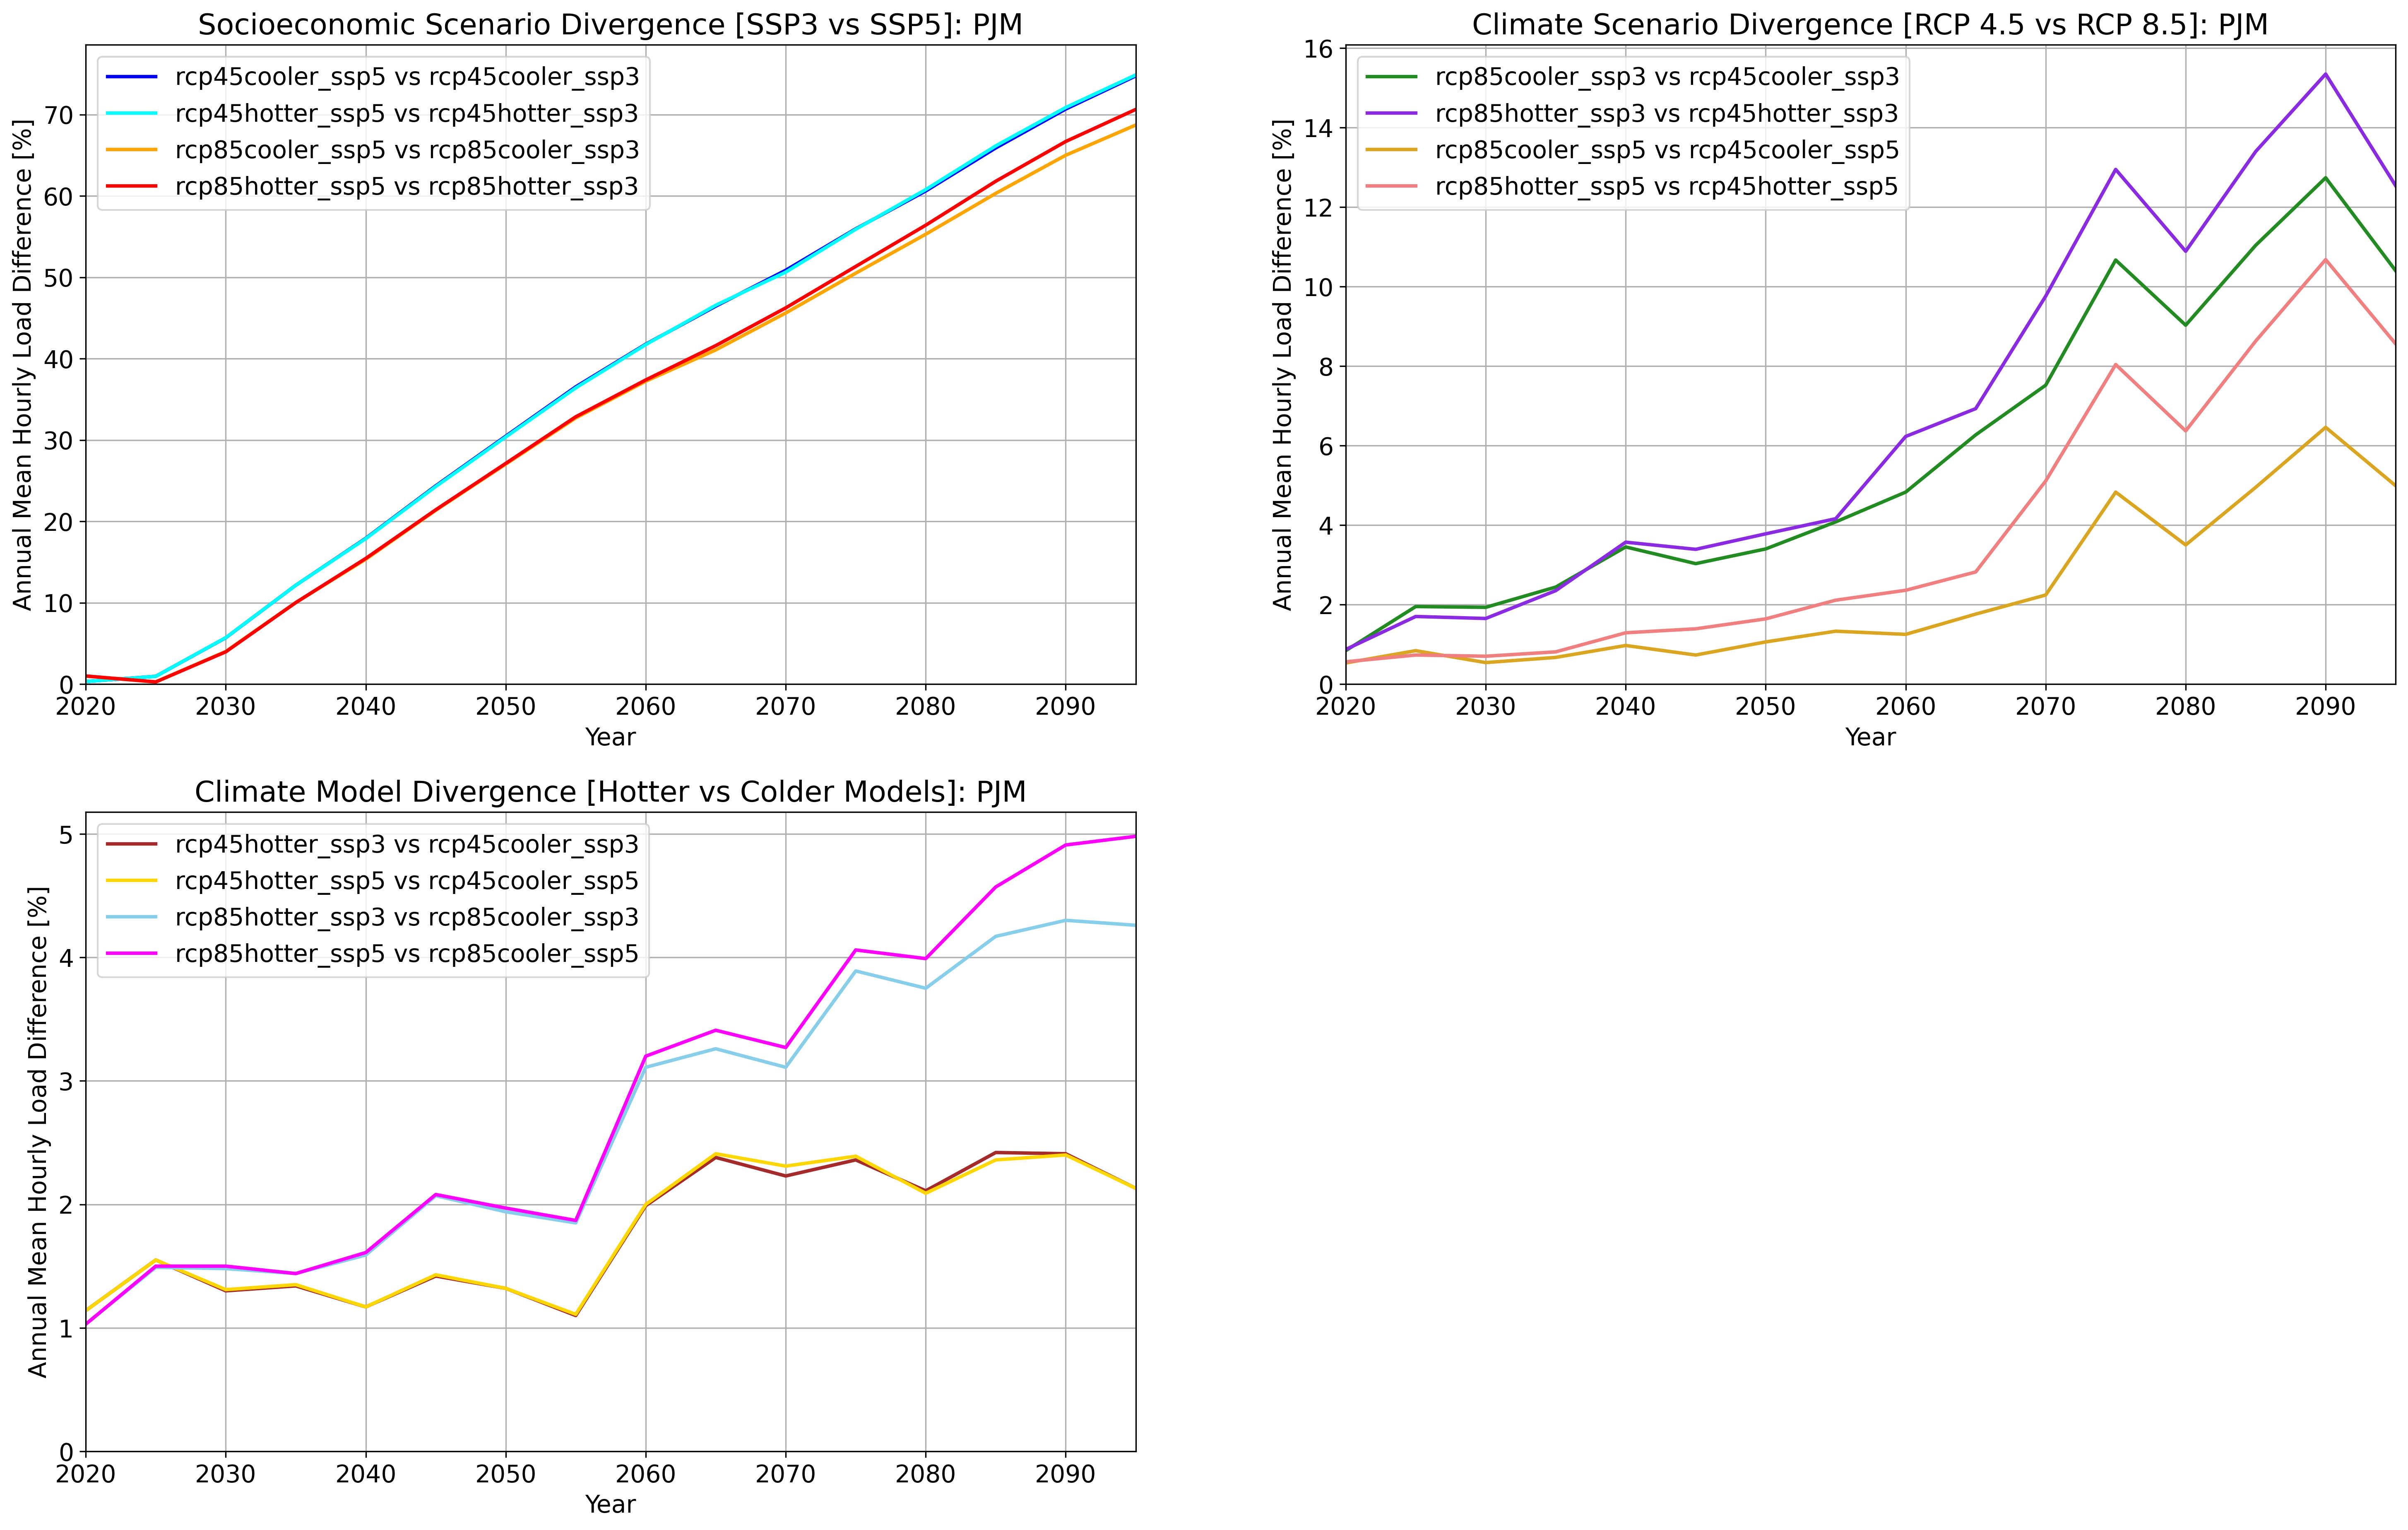 Socioeconomic Scenario Divergence [SSP3 vs SSP5]: PJM
Annual Mean Hourly Load Difference [%]
70
60
50
40
30
20
10
0
rcp45cooler_ssp5 vs rcp45cooler_ssp3
rcp45hotter_ssp5 vs rcp45hotter_ssp3
rcp85cooler_ssp5 vs rcp85cooler_ssp3
rcp85hotter_ssp5 vs rcp85hotter_ssp3
2020 2030 2040 2050 2060 2070 2080 2090
Year
Climate Scenario Divergence [RCP 4.5 vs RCP 8.5]: PJM
Annual Mean Hourly Load Difference [%]
16
14
12
10
8
6
4
2
0
rcp85cooler_ssp3 vs rcp45cooler_ssp3
rcp85hotter_ssp3 vs rcp45hotter_ssp3
rcp85cooler_ssp5 vs rcp45cooler_ssp5
rcp85hotter_ssp5 vs rcp45hotter_ssp5
2020 2030 2040 2050 2060 2070 2080 2090
Year
Climate Model Divergence [Hotter vs Colder Models]: PJM
Annual Mean Hourly Load Difference [%]
5
4
3
2
1
0
rcp45hotter_ssp3 vs rcp45cooler_ssp3
rcp45hotter_ssp5 vs rcp45cooler_ssp5
rcp85hotter_ssp3 vs rcp85cooler_ssp3
rcp85hotter_ssp5 vs rcp85cooler_ssp5
2020 2030 2040 2050 2060 2070 2080 2090
Year